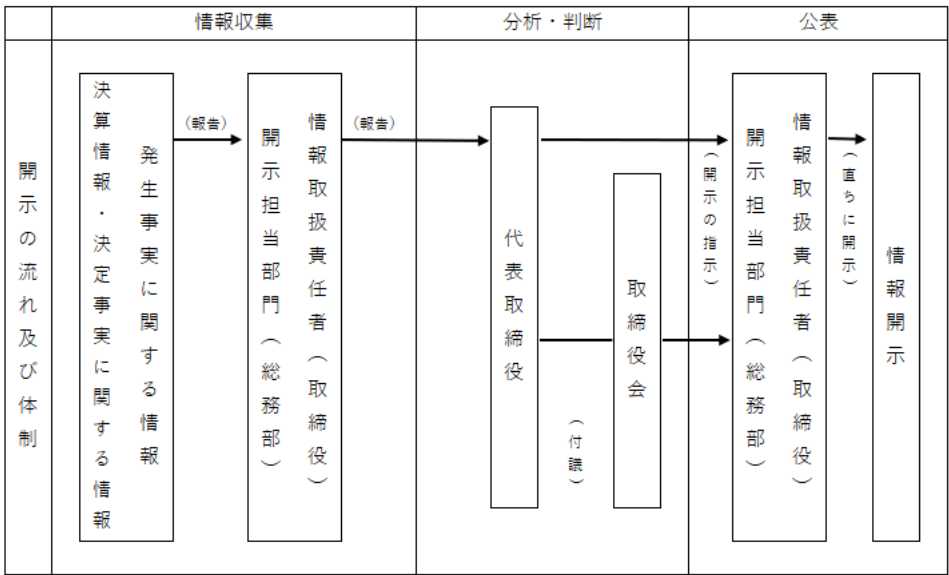 情報収集
分析・判断
公表
開示の流れ及び体制
発生事実に関する情報
決算情報・決定事実に関する情報
（報告）
情報取扱責任者（取締役）
開示担当部門（総務部）
（報告）
代表取締役
（付議）
取締役会
（開示の指示）
情報取扱責任者（取締役）
開示担当部門（総務部）
（直ちに開示）
情報開示